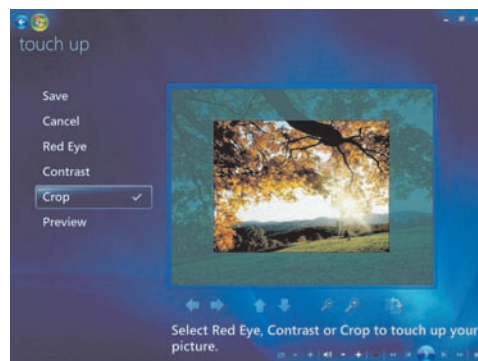 touch up
Save
Cancel
Red Eye
Contrast
Crop
Preview
Select Red Eye, Contrast or Crop to touch up your
picture.
ch - +